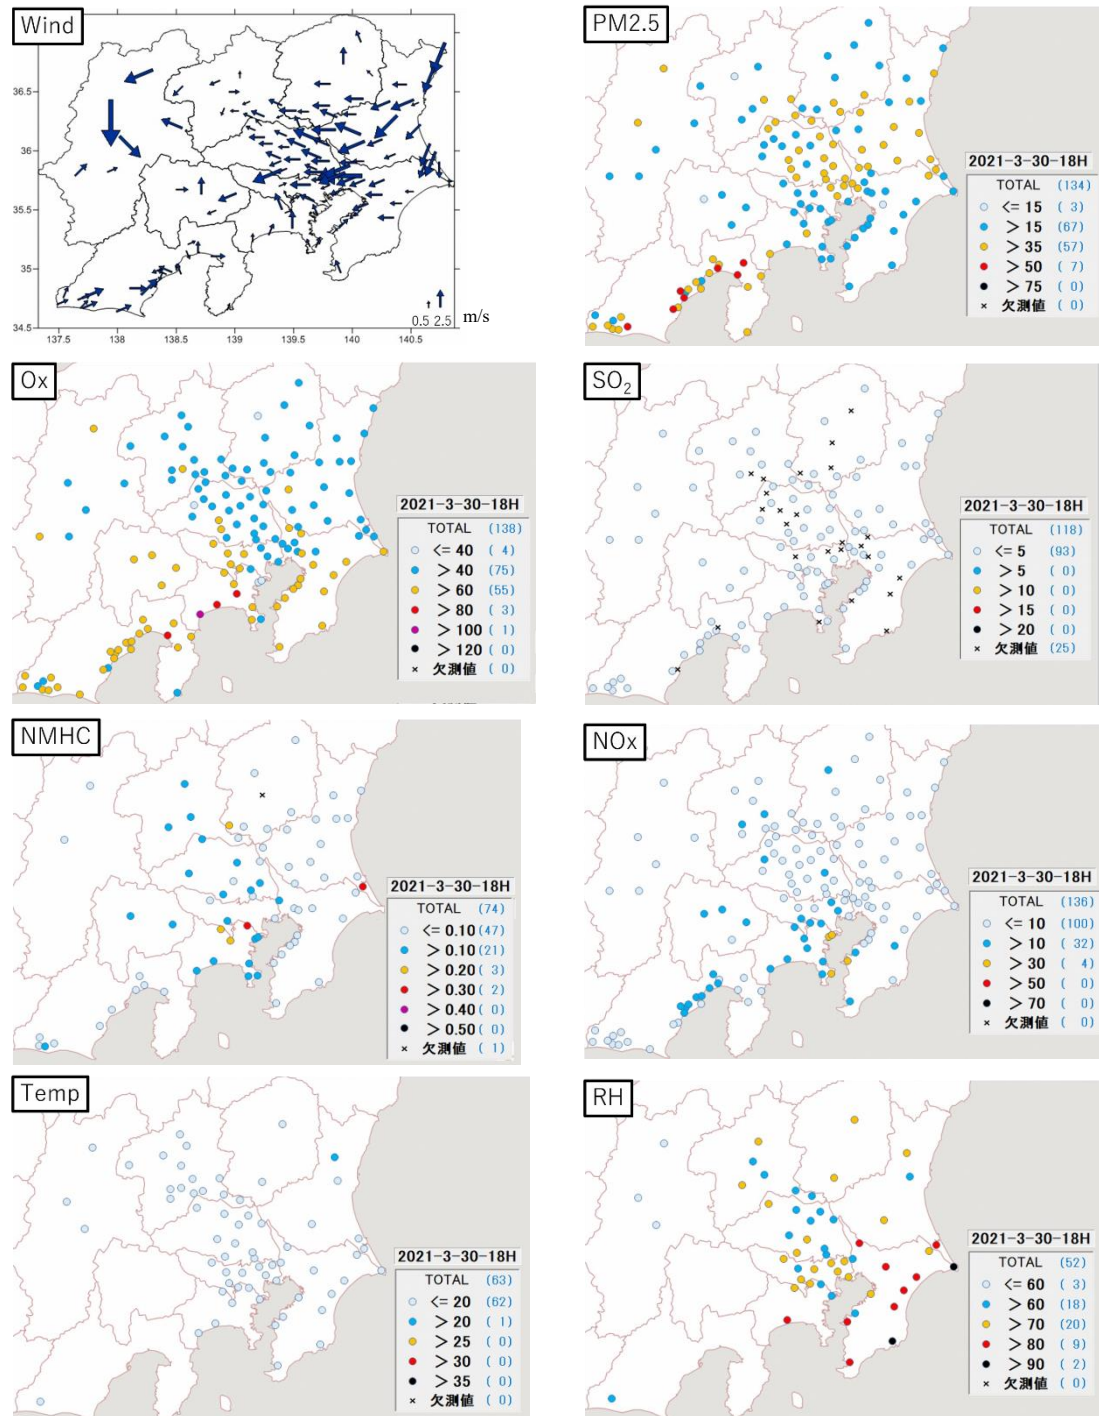 Wind
36.5
36
35.5
35
34.5
137.5 138 138.5 139 139.5 140 140.5
0.5 2.5 m/s
PM2.5
2021-3-30-18H
TOTAL (134)
<= 15 ( 3)
> 15 (67)
> 35 (57)
> 50 ( 7)
> 75 ( 0)
× 欠測値 ( 0)
Ox
2021-3-30-18H
TOTAL (138)
<= 40 ( 4)
> 40 (75)
> 60 (55)
> 80 ( 3)
> 100 ( 1)
> 120 ( 0)
× 欠測値 ( 0)
SO₂
2021-3-30-18H
TOTAL (118)
<= 5 (93)
> 5 ( 0)
> 10 ( 0)
> 15 ( 0)
> 20 ( 0)
× 欠測値 (25)
NMHC
2021-3-30-18H
TOTAL (74)
<= 0.10 (47)
> 0.10 (21)
> 0.20 ( 3)
> 0.30 ( 2)
> 0.40 ( 0)
> 0.50 ( 0)
× 欠測値 ( 1)
NOx
2021-3-30-18H
TOTAL (136)
<= 10 (100)
> 10 ( 32)
> 30 ( 4)
> 50 ( 0)
> 70 ( 0)
× 欠測値 ( 0)
Temp
2021-3-30-18H
TOTAL (63)
<= 20 (62)
> 20 ( 1)
> 25 ( 0)
> 30 ( 0)
> 35 ( 0)
× 欠測値 ( 0)
RH
2021-3-30-18H
TOTAL (52)
<= 60 ( 3)
> 60 (18)
> 70 (20)
> 80 ( 9)
> 90 ( 2)
× 欠測値 ( 0)